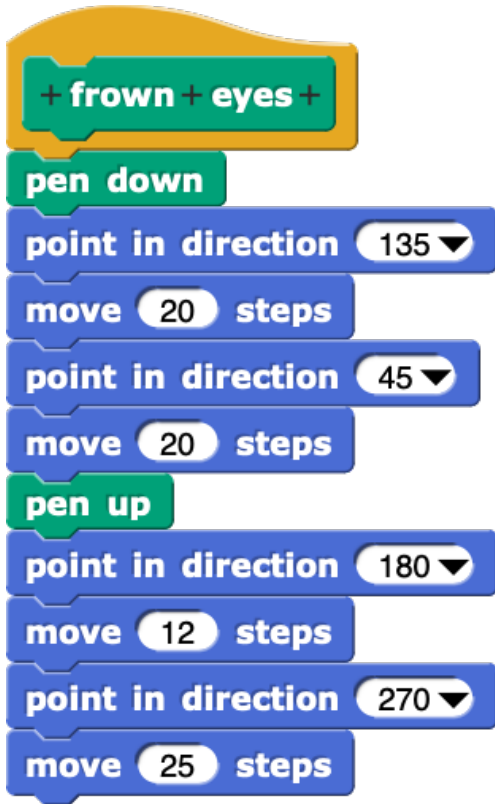 + frown + eyes +
pen down
point in direction 135
move 20 steps
point in direction 45
move 20 steps
pen up
point in direction 180
move 12 steps
point in direction 270
move 25 steps